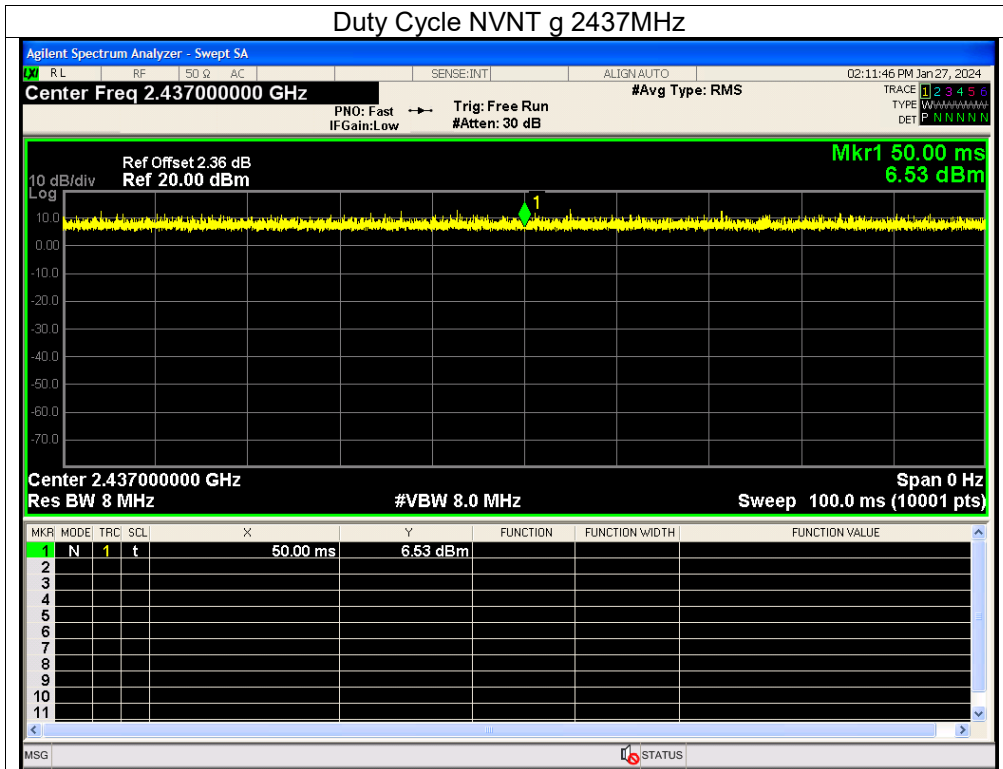 Duty Cycle NVNT g 2437MHz
Agilent Spectrum Analyzer - Swept SA
LXI RL RF 50 Ω AC SENSE:INT ALIGN AUTO 02:11:46 PM Jan 27, 2024
Center Freq 2.437000000 GHz #Avg Type: RMS TRACE 1 2 3 4 5 6
PNO: Fast Trig: Free Run TYPE WWWWWW
IFGain:Low #Atten: 30 dB DET P N N N N N
Mkr1 50.00 ms
Ref Offset 2.36 dB
10 dB/div Ref 20.00 dBm 6.53 dBm
Log
1
10.0
0.00
-10.0
-20.0
-30.0
-40.0
-50.0
-60.0
-70.0
Center 2.437000000 GHz Span 0 Hz
Res BW 8 MHz #VBW 8.0 MHz Sweep 100.0 ms (10001 pts)
MKR MODE TRC SCL X Y FUNCTION FUNCTION WIDTH FUNCTION VALUE
1 N 1 t 50.00 ms 6.53 dBm
2
3
4
5
6
7
8
9
10
11
MSG STATUS